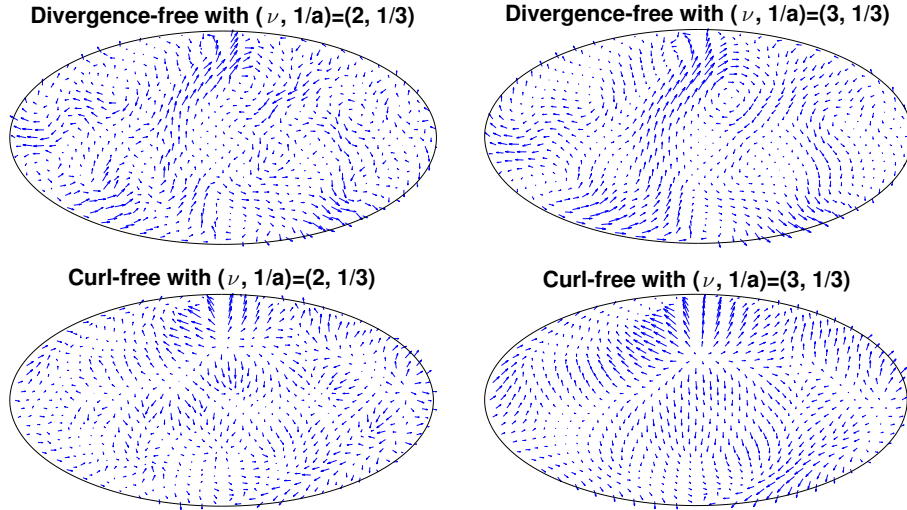 Divergence-free with (ν, 1/a)=(2, 1/3)
Divergence-free with (ν, 1/a)=(3, 1/3)
Curl-free with (ν, 1/a)=(2, 1/3)
Curl-free with (ν, 1/a)=(3, 1/3)